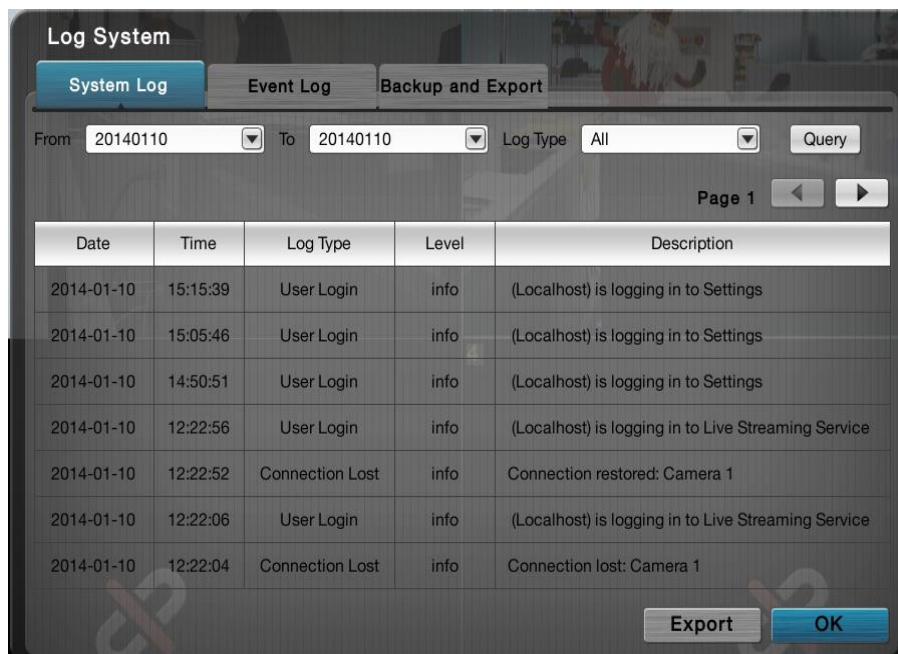 Log System
System Log Event Log Backup and Export
From 20140110 To 20140110 Log Type All Query
Page 1
Date Time Log Type Level Description
2014-01-10 15:15:39 User Login info (Localhost) is logging in to Settings
2014-01-10 15:05:46 User Login info (Localhost) is logging in to Settings
4
2014-01-10 14:50:51 User Login info (Localhost) is logging in to Settings
2014-01-10 12:22:56 User Login info (Localhost) is logging in to Live Streaming Service
2014-01-10 12:22:52 Connection Lost info Connection restored: Camera 1
2014-01-10 12:22:06 User Login info (Localhost) is logging in to Live Streaming Service
2014-01-10 12:22:04 Connection Lost info Connection lost: Camera 1
Export OK